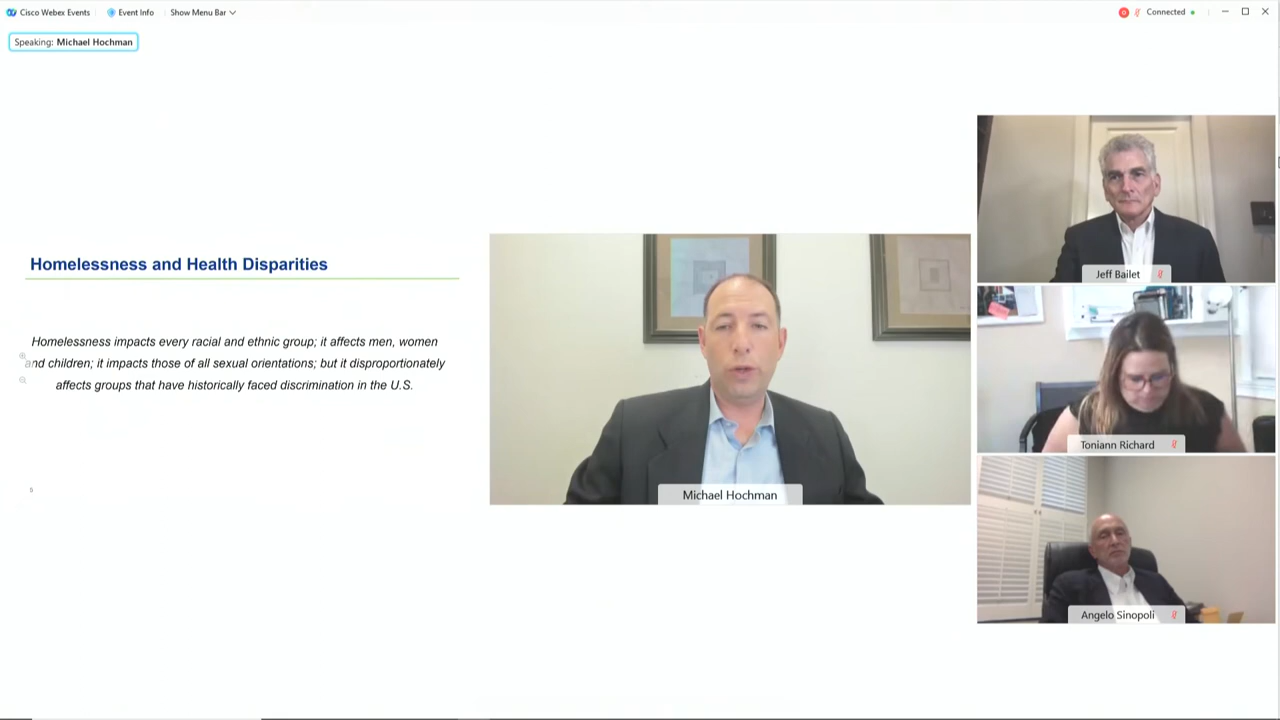 Cisco Webex Events
Event Info
Show Menu Bar
Connected
Speaking: Michael Hochman
Homelessness and Health Disparities
Homelessness impacts every racial and ethnic group; it affects men, women
and children; it impacts those of all sexual orientations; but it disproportionately
affects groups that have historically faced discrimination in the U.S.
Michael Hochman
Jeff Bailet
Toniann Richard
Angelo Sinopoli